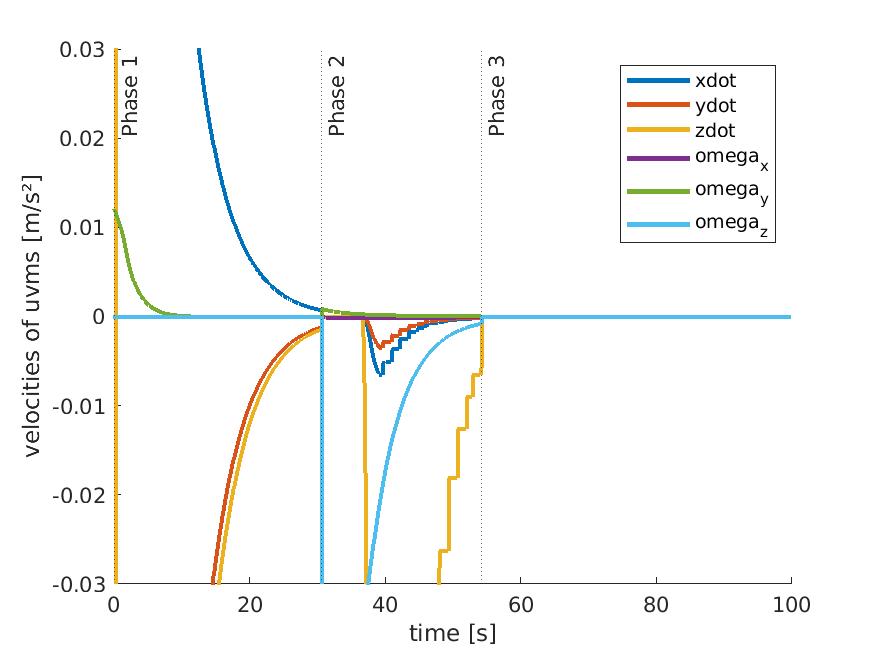 0.03
0.02
0.01
0
-0.01
-0.02
-0.03
velocities of uvms [m/s²]
0
20
40
60
80
100
time [s]
Phase 1
Phase 2
Phase 3
xdot
ydot
zdot
omega_x
omega_y
omega_z